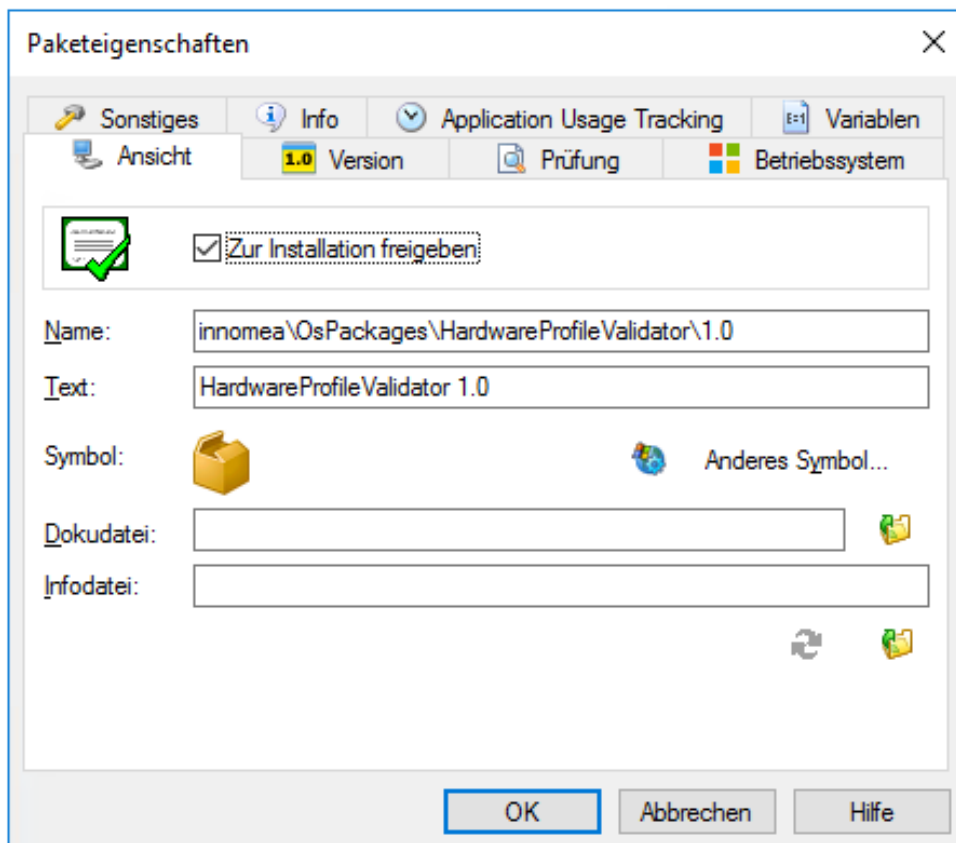 Paketeigenschaften
Sonstiges Info Application Usage Tracking E=1 Variablen
Ansicht 1.0 Version Prüfung Betriebssystem
Zur Installation freigeben
Name: innomea\OsPackages\HardwareProfileValidator\1.0
Text: HardwareProfileValidator 1.0
Symbol: Anderes Symbol...
Dokudatei:
Infodatei:
OK Abbrechen Hilfe